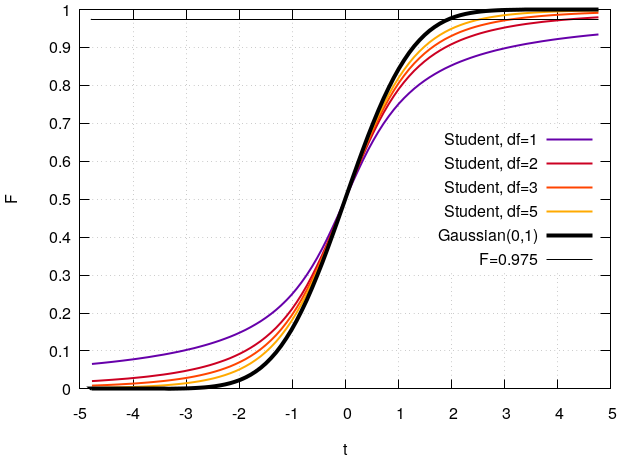 1
0.9
0.8
0.7
0.6
0.5
0.4
0.3
0.2
0.1
0
F
Student, df=1
Student, df=2
Student, df=3
Student, df=5
Gaussian(0,1)
F=0.975
-5 -4 -3 -2 -1 0 1 2 3 4 5
t